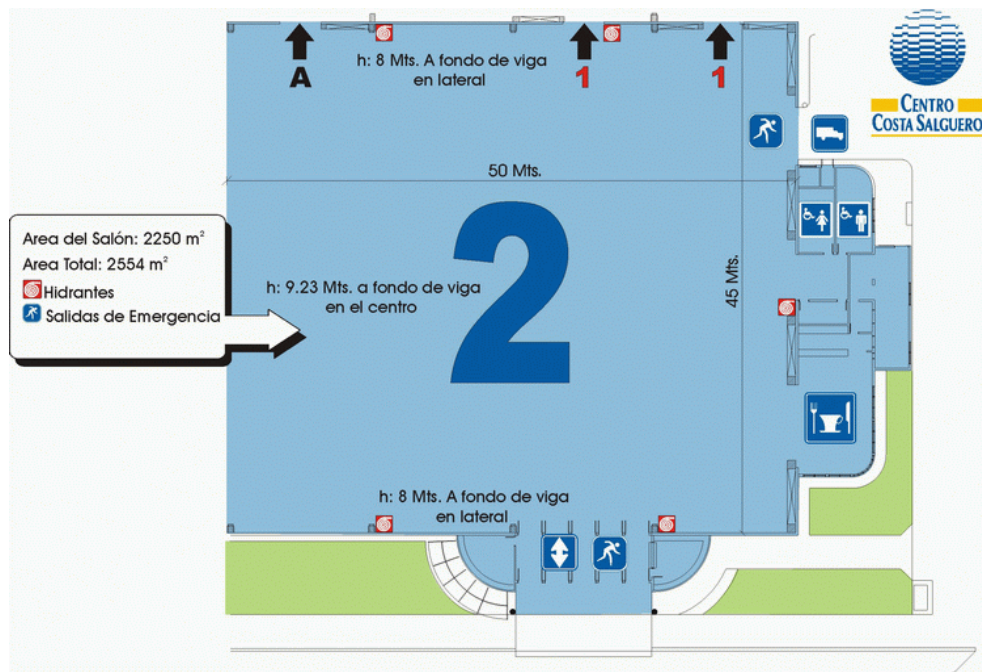 A
1
1
h: 8 Mts. A fondo de viga
en lateral
CENTRO
COSTA SALGUERO
50 Mts.
Area del Salón: 2250 m²
Area Total: 2554 m²
Hidrantes
Salidas de Emergencia
2
h: 9.23 Mts. a fondo de viga
en el centro
45 Mts.
h: 8 Mts. A fondo de viga
en lateral